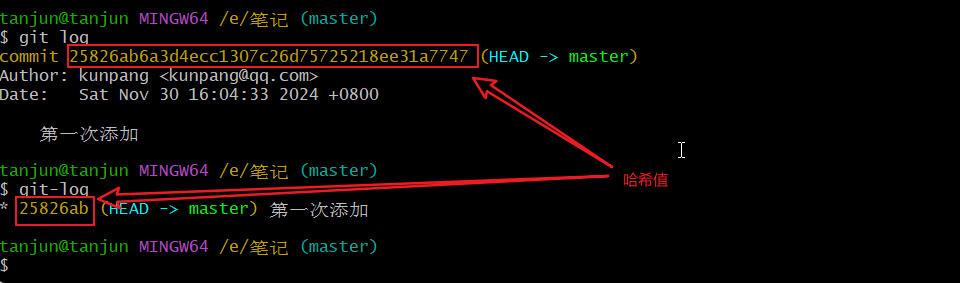 tanjun@tanjun MINGW64 /e/笔记 (master)
$ git log
commit 25826ab6a3d4ecc1307c26d75725218ee31a7747 (HEAD -> master)
Author: kunpang <kunpang@qq.com>
Date:   Sat Nov 30 16:04:33 2024 +0800
第一次添加
tanjun@tanjun MINGW64 /e/笔记 (master)
$ git-log
哈希值
* 25826ab (HEAD -> master) 第一次添加
tanjun@tanjun MINGW64 /e/笔记 (master)
$